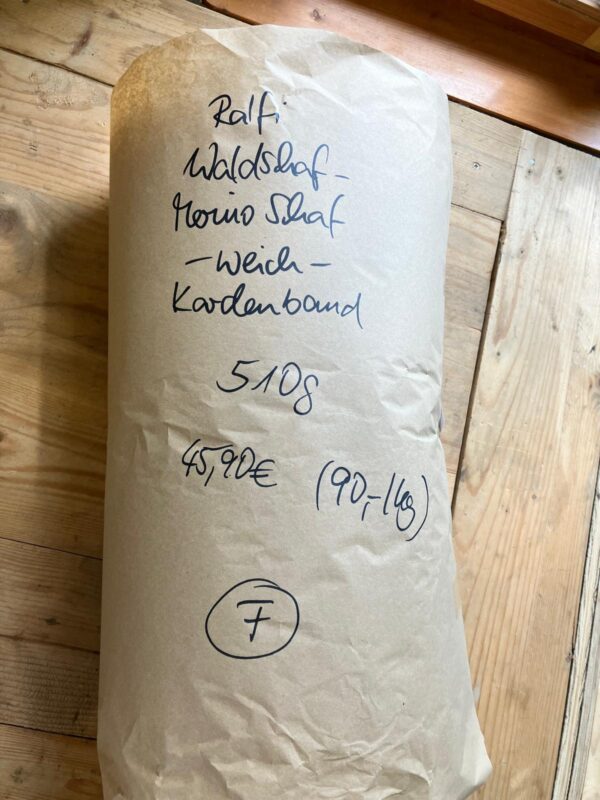 Ralfi
Waldschaf-
Merino Schaf
- weich -
Kardenband
510g
45,90€ (90,-/kg)
F